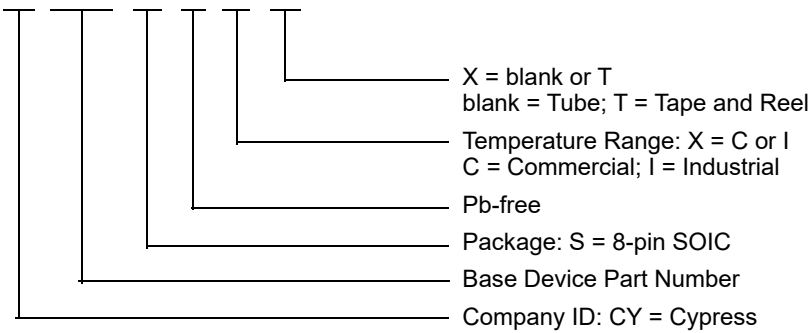 X = blank or T
blank = Tube; T = Tape and Reel
Temperature Range: X = C or I
C = Commercial; I = Industrial
Pb-free
Package: S = 8-pin SOIC
Base Device Part Number
Company ID: CY = Cypress